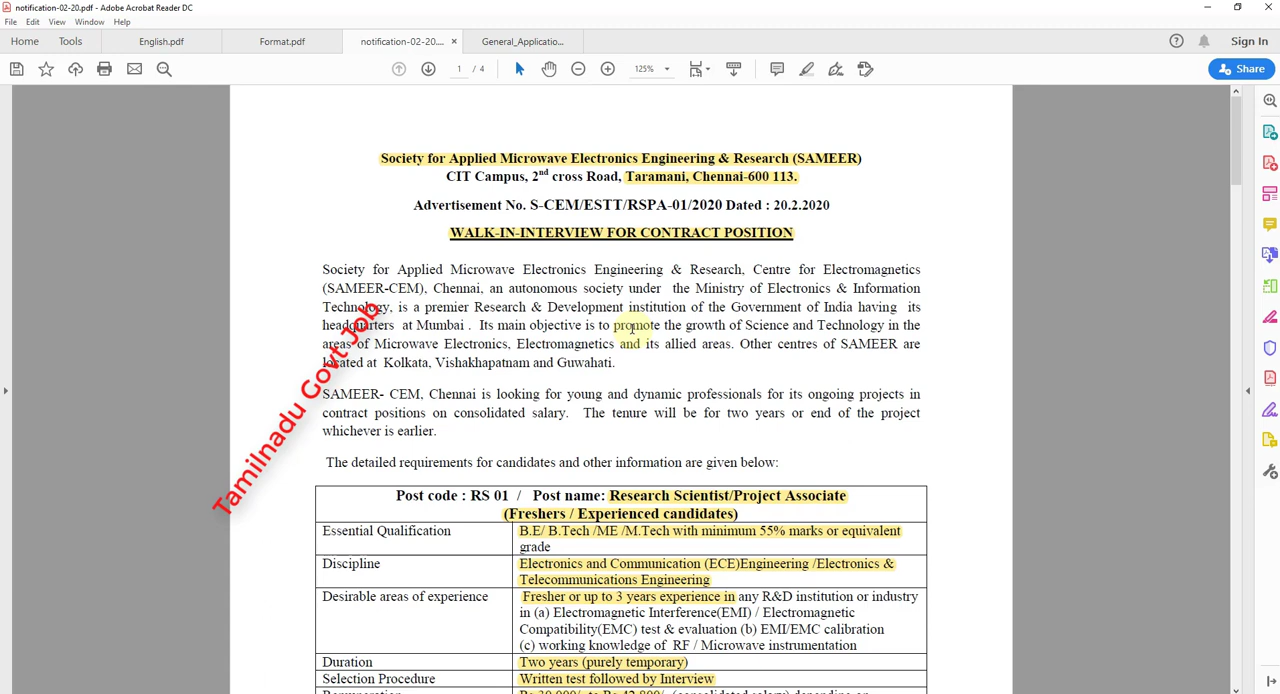 notification-02-20.pdf - Adobe Acrobat Reader DC
File Edit View Window Help
Home Tools English.pdf Format.pdf notification-02-20.... × General_Applicatio... Sign In
1 / 4 125% Share
Society for Applied Microwave Electronics Engineering & Research (SAMEER)
CIT Campus, 2nd cross Road, Taramani, Chennai-600 113.
Advertisement No. S-CEM/ESTT/RSPA-01/2020 Dated : 20.2.2020
WALK-IN-INTERVIEW FOR CONTRACT POSITION
Society for Applied Microwave Electronics Engineering & Research, Centre for Electromagnetics
(SAMEER-CEM), Chennai, an autonomous society under the Ministry of Electronics & Information
Technology, is a premier Research & Development institution of the Government of India having its
headquarters at Mumbai . Its main objective is to promote the growth of Science and Technology in the
areas of Microwave Electronics, Electromagnetics and its allied areas. Other centres of SAMEER are
located at Kolkata, Vishakhapatnam and Guwahati.
SAMEER- CEM, Chennai is looking for young and dynamic professionals for its ongoing projects in
contract positions on consolidated salary. The tenure will be for two years or end of the project
whichever is earlier.
The detailed requirements for candidates and other information are given below:
Post code : RS 01 / Post name: Research Scientist/Project Associate
(Freshers / Experienced candidates)
Essential Qualification B.E/ B.Tech /ME /M.Tech with minimum 55% marks or equivalent
grade
Discipline Electronics and Communication (ECE)Engineering /Electronics &
Telecommunications Engineering
Desirable areas of experience Fresher or up to 3 years experience in any R&D institution or industry
in (a) Electromagnetic Interference(EMI) / Electromagnetic
Compatibility(EMC) test & evaluation (b) EMI/EMC calibration
(c) working knowledge of RF / Microwave instrumentation
Duration Two years (purely temporary)
Selection Procedure Written test followed by Interview
Remuneration Rs.30,000/- to Rs.42,800/- (consolidated salary) depending on
Tamilnadu Govt Job